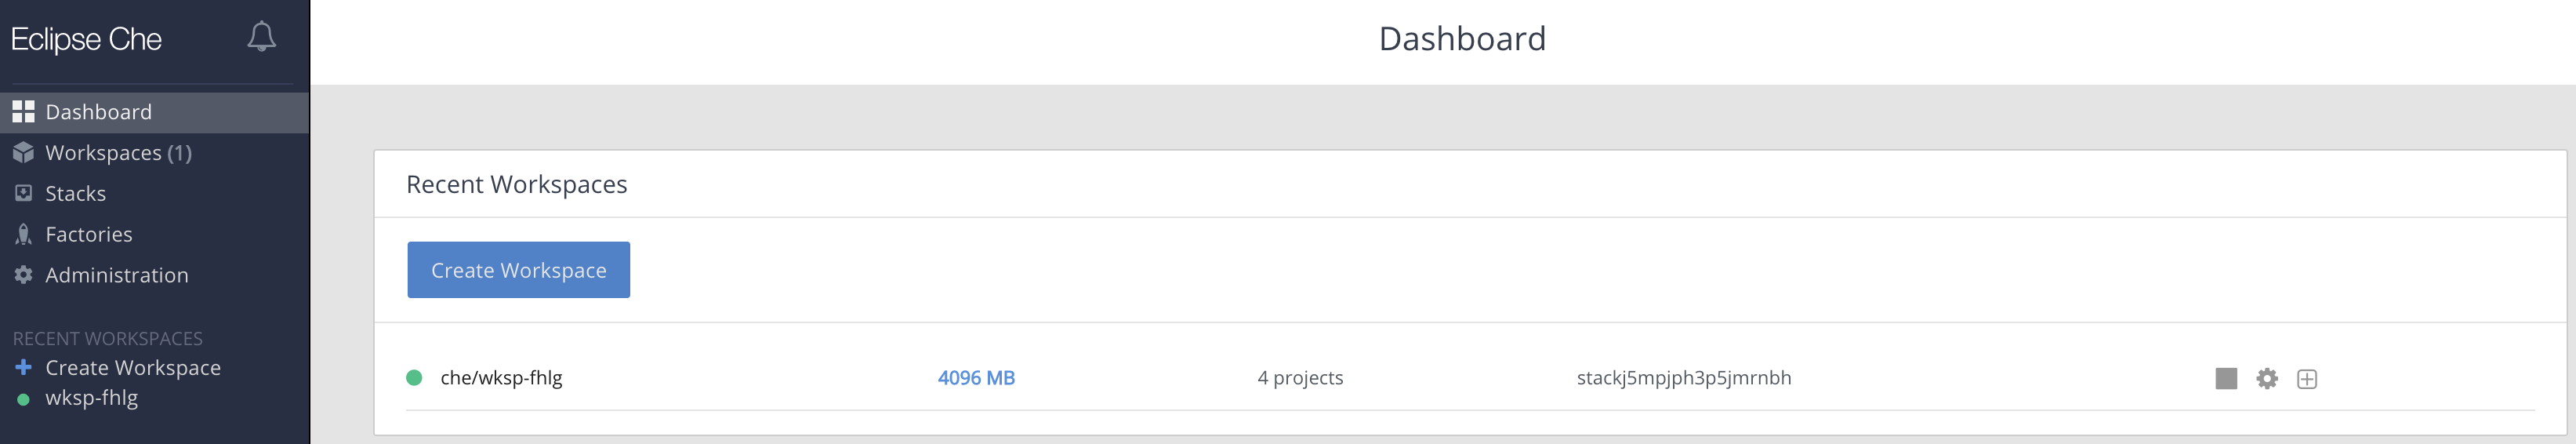 Eclipse Che
Dashboard
Workspaces (1)
Stacks
Factories
Administration
RECENT WORKSPACES
Create Workspace
wksp-fhlg
Dashboard
Recent Workspaces
Create Workspace
che/wksp-fhlg 4096 MB 4 projects stackj5mpjph3p5jmrnbh